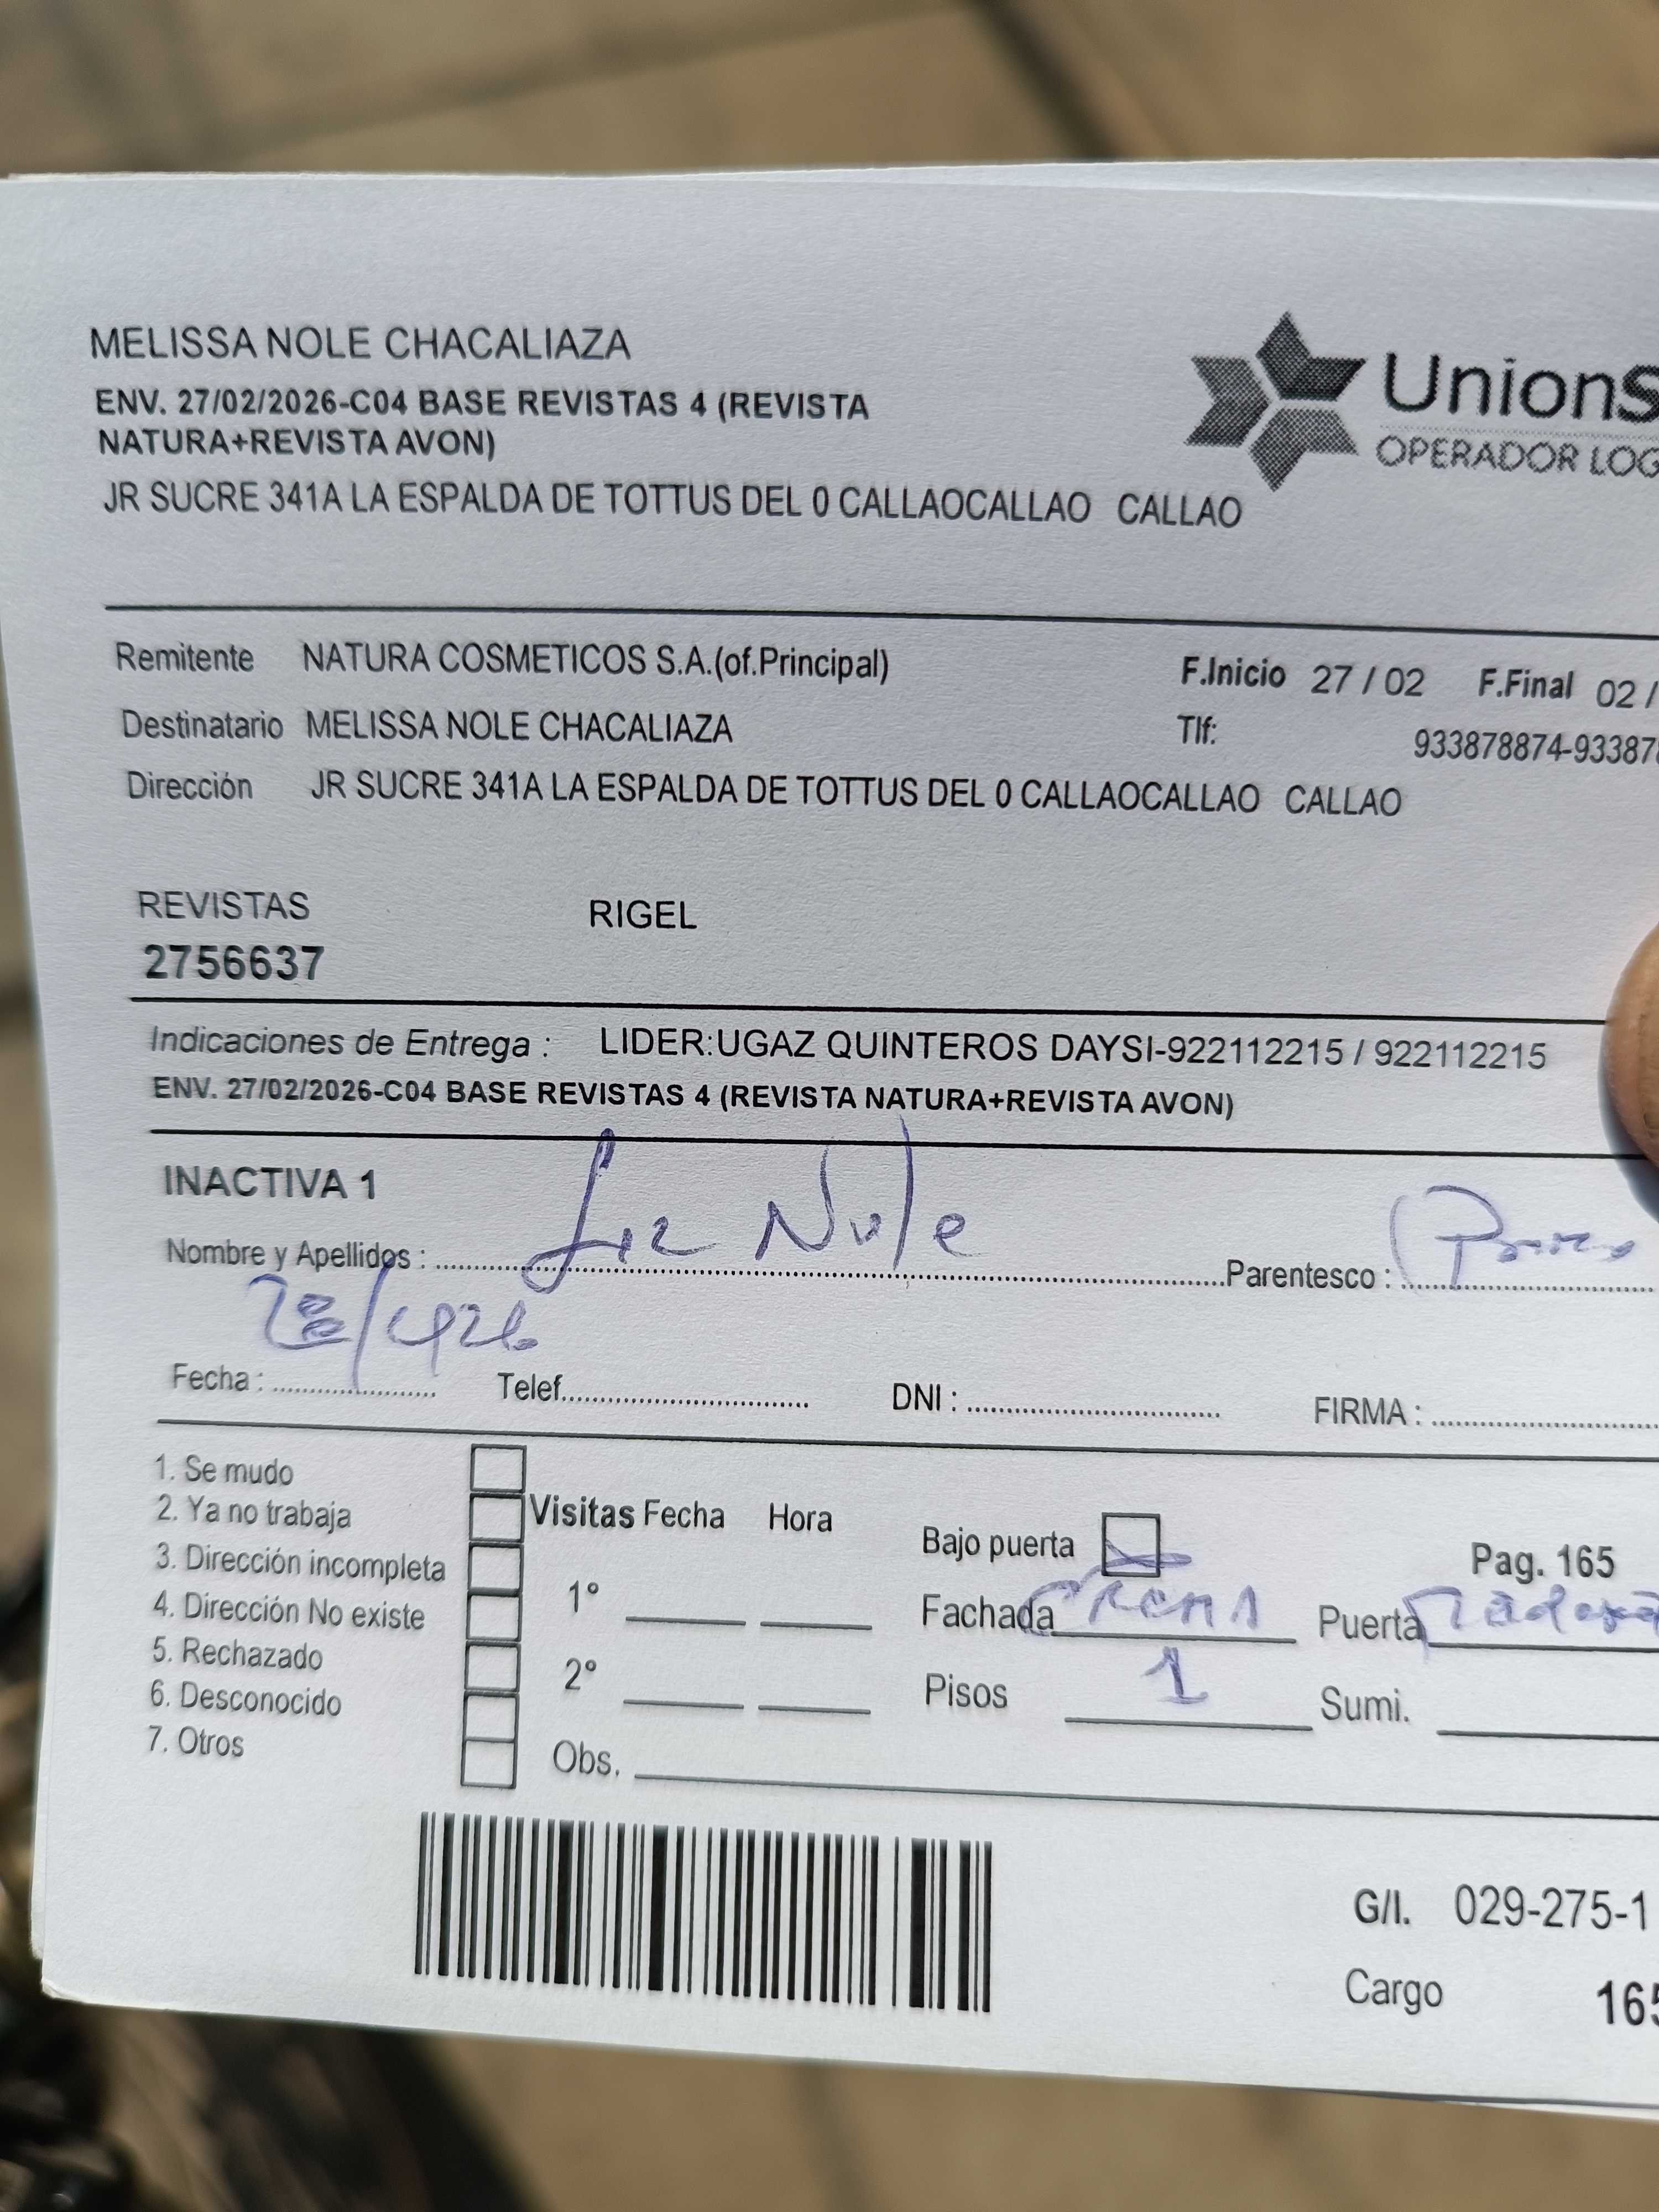 MELISSA NOLE CHACALIAZA
ENV. 27/02/2026-C04 BASE REVISTAS 4 (REVISTA
NATURA+REVISTA AVON)
JR SUCRE 341A LA ESPALDA DE TOTTUS DEL 0 CALLAOCALLAO CALLAO
UnionS
OPERADOR LOG
Remitente NATURA COSMETICOS S.A.(of.Principal) F.Inicio 27 / 02 F.Final 02 /
Destinatario MELISSA NOLE CHACALIAZA Tlf: 933878874-93387
Dirección JR SUCRE 341A LA ESPALDA DE TOTTUS DEL 0 CALLAOCALLAO CALLAO
REVISTAS RIGEL
2756637
Indicaciones de Entrega : LIDER:UGAZ QUINTEROS DAYSI-922112215 / 922112215
ENV. 27/02/2026-C04 BASE REVISTAS 4 (REVISTA NATURA+REVISTA AVON)
INACTIVA 1
Nombre y Apellidos : Liz Nole Parentesco :
Fecha : Telef. DNI : FIRMA :
1. Se mudo
2. Ya no trabaja Visitas Fecha Hora Bajo puerta Pag. 165
3. Dirección incompleta
4. Dirección No existe 1° Fachada CREMA Puerta
5. Rechazado
6. Desconocido 2° Pisos 1 Sumi.
7. Otros Obs.
G/I. 029-275-1
Cargo 165